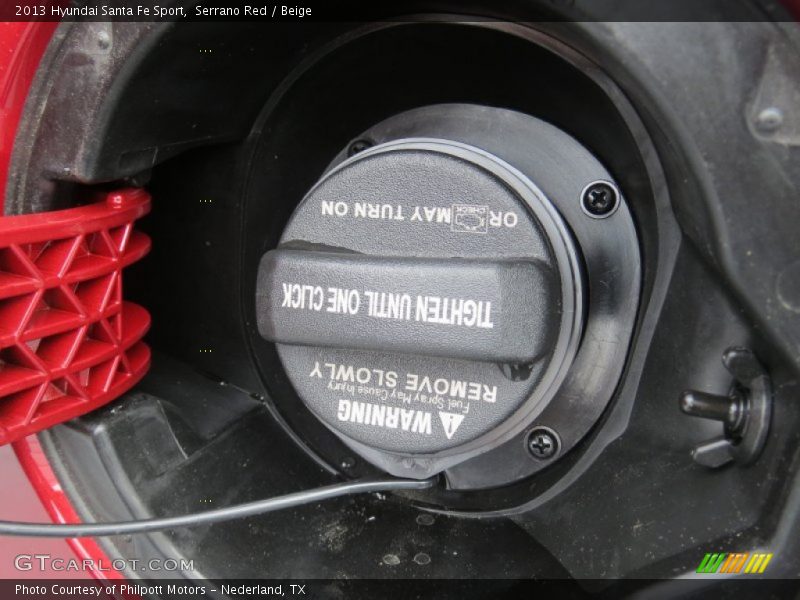 2013 Hyundai Santa Fe Sport, Serrano Red / Beige
WARNING
Fuel Spray May Cause Injury
REMOVE SLOWLY
TIGHTEN UNTIL ONE CLICK
OR CHECK MAY TURN ON
GTCARLOT.COM
Photo Courtesy of Philpott Motors - Nederland, TX